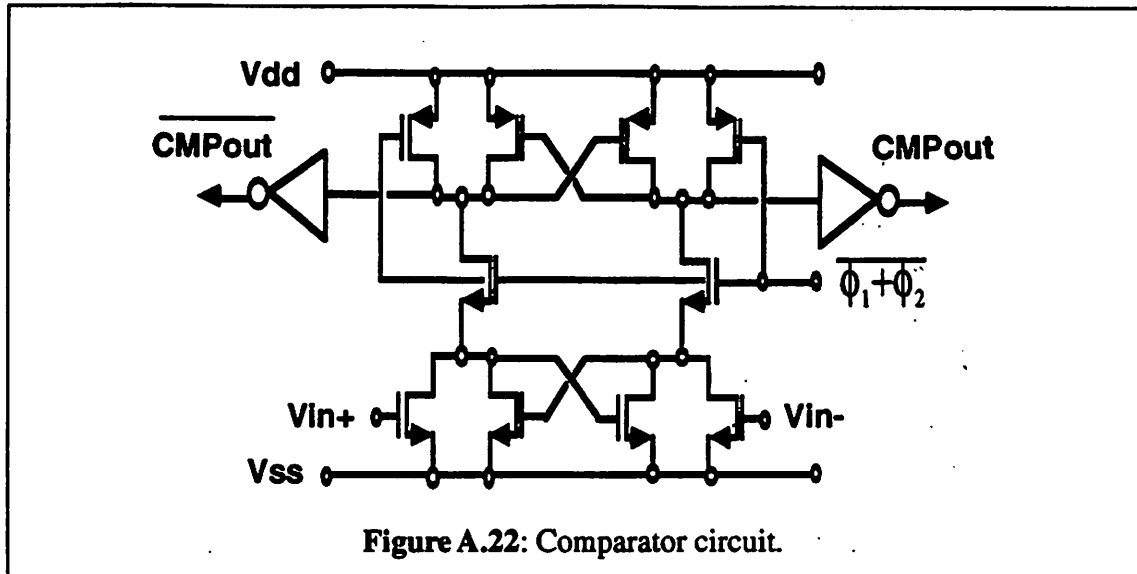 Vdd
CMPout
CMPout
ϕ1+ϕ2
Vin+
Vin-
Vss
Figure A.22: Comparator circuit.